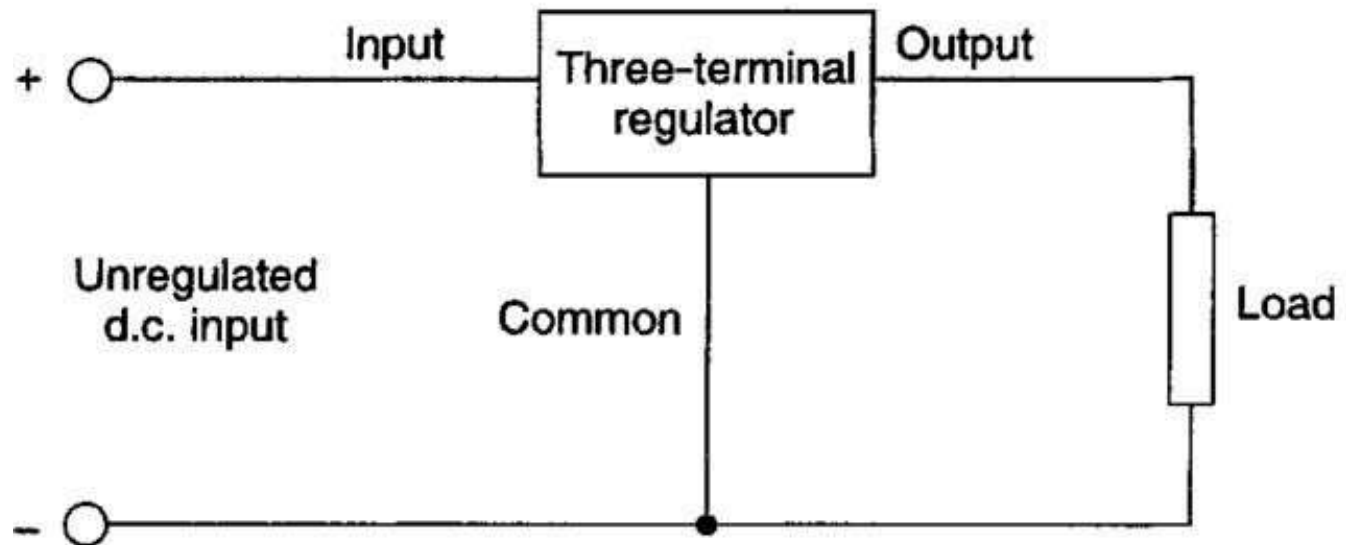 Input
Output
+
Three-terminal
regulator
Unregulated
d.c. input
Common
Load
–